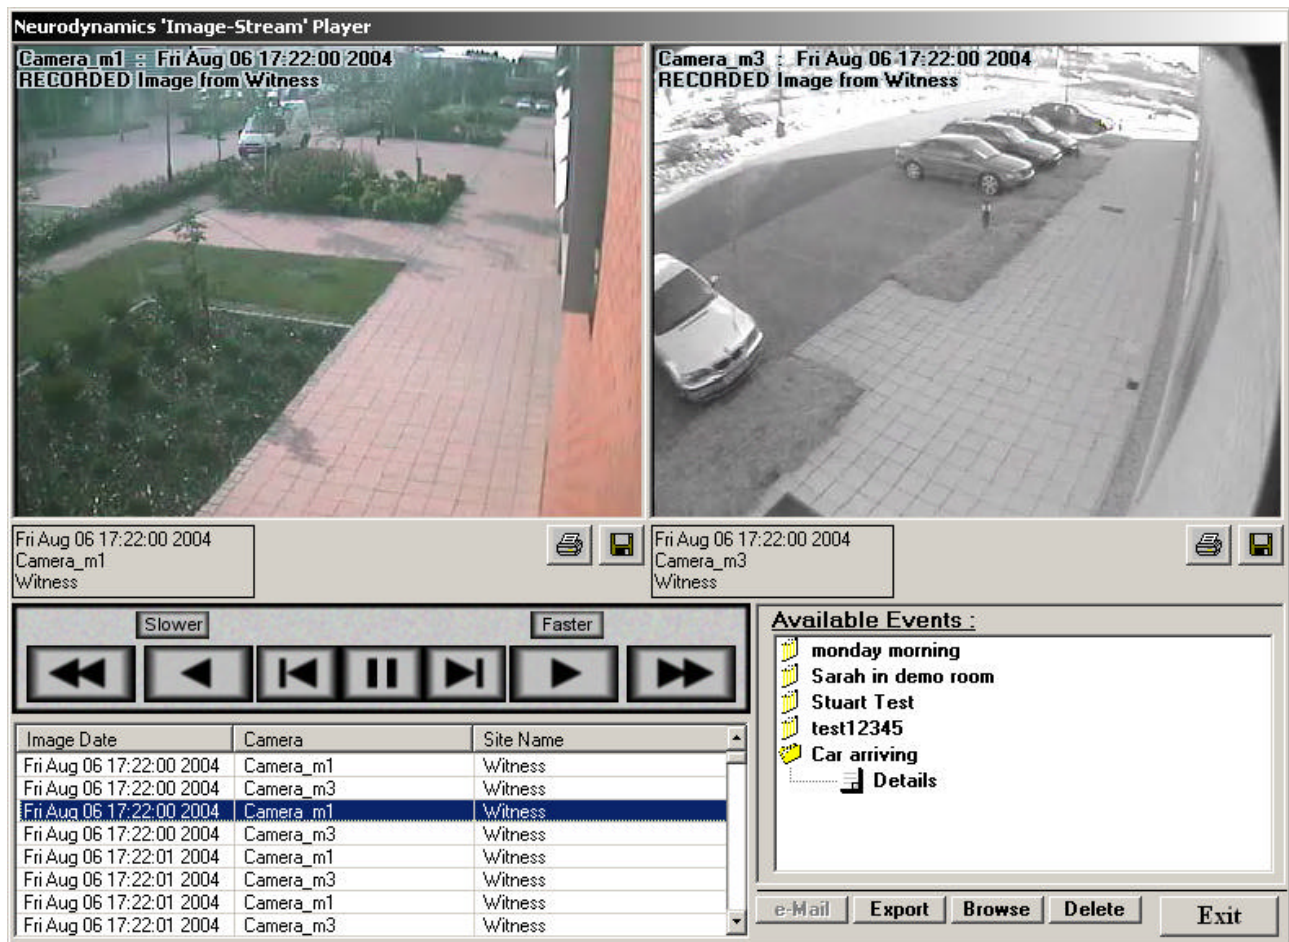 Neurodynamics 'Image-Stream' Player
Camera_m1 : Fri Aug 06 17:22:00 2004
RECORDED Image from Witness
Camera_m3 : Fri Aug 06 17:22:00 2004
RECORDED Image from Witness
Fri Aug 06 17:22:00 2004
Camera_m1
Witness
Fri Aug 06 17:22:00 2004
Camera_m3
Witness
Slower Faster
Image Date Camera Site Name
Fri Aug 06 17:22:00 2004 Camera_m1 Witness
Fri Aug 06 17:22:00 2004 Camera_m3 Witness
Fri Aug 06 17:22:00 2004 Camera_m1 Witness
Fri Aug 06 17:22:00 2004 Camera_m3 Witness
Fri Aug 06 17:22:01 2004 Camera_m1 Witness
Fri Aug 06 17:22:01 2004 Camera_m3 Witness
Fri Aug 06 17:22:01 2004 Camera_m1 Witness
Fri Aug 06 17:22:01 2004 Camera_m3 Witness
Available Events :
monday morning
Sarah in demo room
Stuart Test
test12345
Car arriving
Details
e-Mail Export Browse Delete Exit